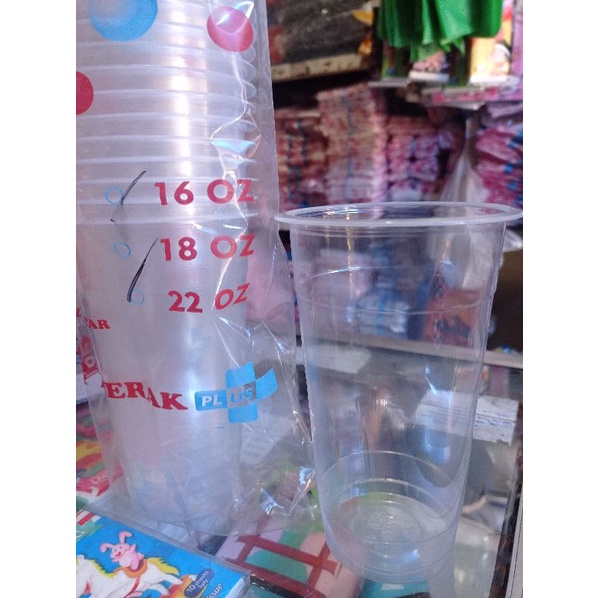 16 OZ
18 OZ
22 OZ
AR
ERAK PLUS